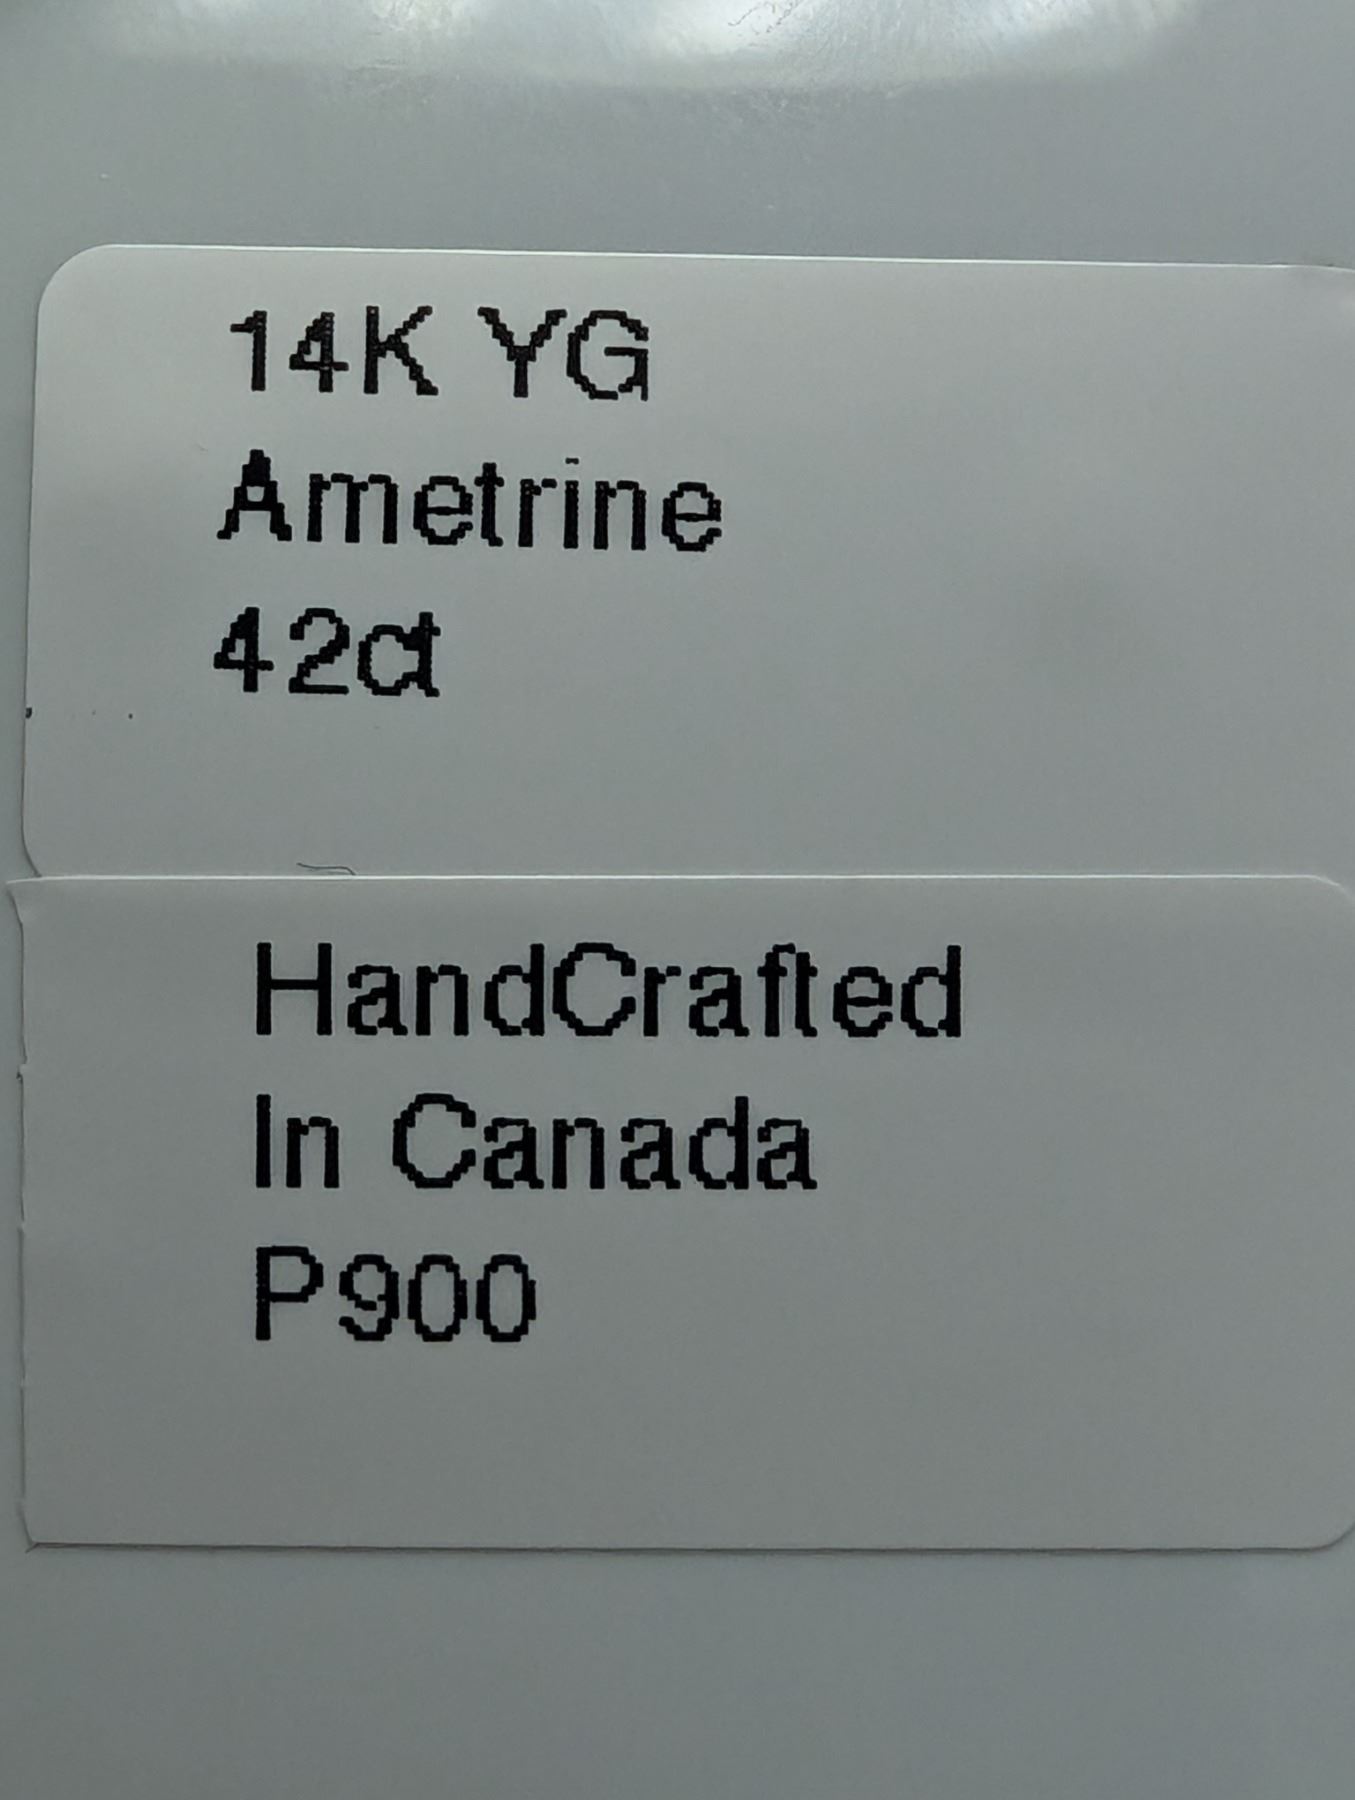 14K YG
Ametrine
42ct
HandCrafted
In Canada
P900